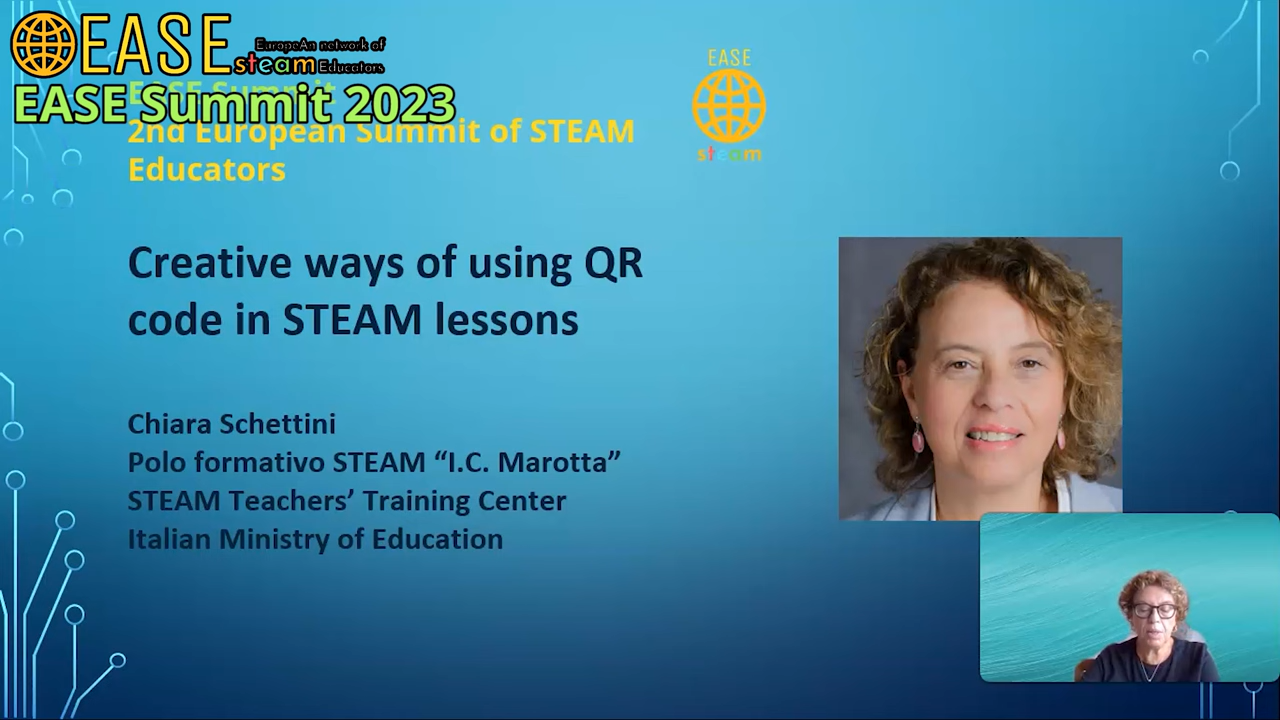 EASE
EuropeAn network of
steam Educators
EASE Summit
EASE Summit 2023
2nd European Summit of STEAM
Educators
EASE
steam
Creative ways of using QR
code in STEAM lessons
Chiara Schettini
Polo formativo STEAM “I.C. Marotta”
STEAM Teachers’ Training Center
Italian Ministry of Education